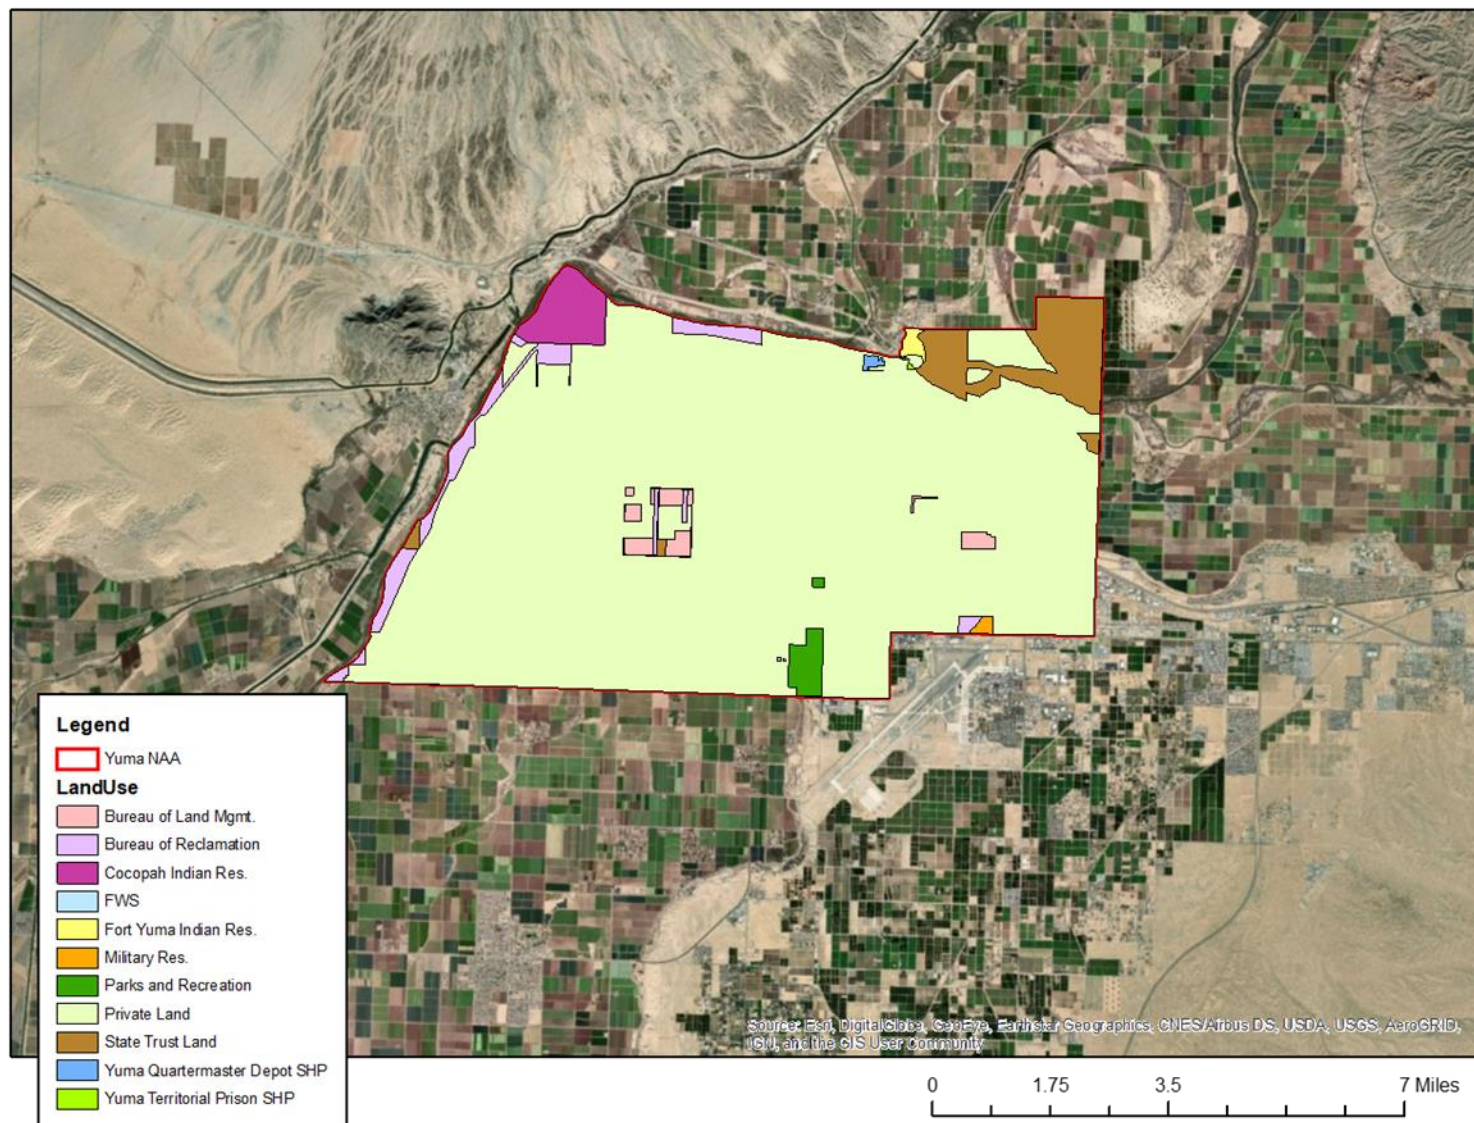 Legend
Yuma NAA
LandUse
Bureau of Land Mgmt.
Bureau of Reclamation
Cocopah Indian Res.
FWS
Fort Yuma Indian Res.
Military Res.
Parks and Recreation
Private Land
State Trust Land
Yuma Quartermaster Depot SHP
Yuma Territorial Prison SHP
Source: Esri, DigitalGlobe, GeoEye, Earthstar Geographics, CNES/Airbus DS, USDA, USGS, AeroGRID,
IGN, and the GIS User Community
0 1.75 3.5 7 Miles